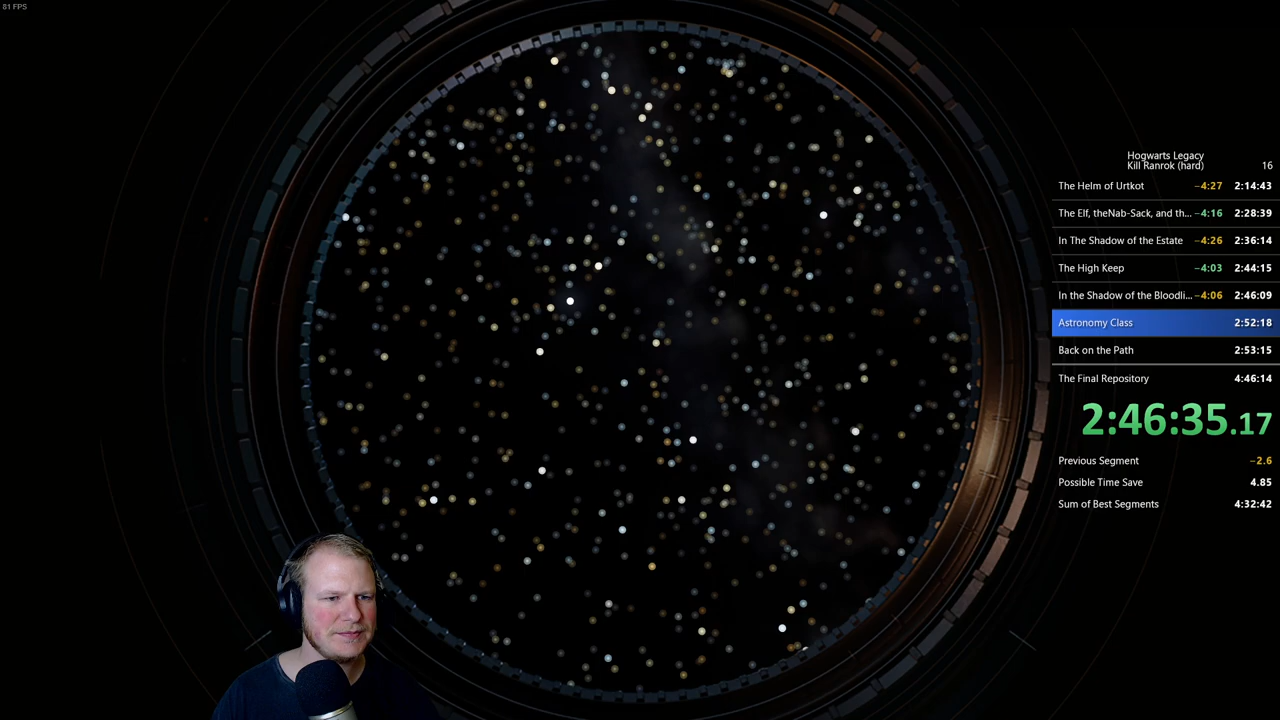 81 FPS
Hogwarts Legacy
Kill Ranrok (hard) 16
The Helm of Urtkot −4:27 2:14:43
The Elf, theNab-Sack, and th... −4:16 2:28:39
In The Shadow of the Estate −4:26 2:36:14
The High Keep −4:03 2:44:15
In the Shadow of the Bloodli... −4:06 2:46:09
Astronomy Class 2:52:18
Back on the Path 2:53:15
The Final Repository 4:46:14
2:46:35.17
Previous Segment −2.6
Possible Time Save 4.85
Sum of Best Segments 4:32:42